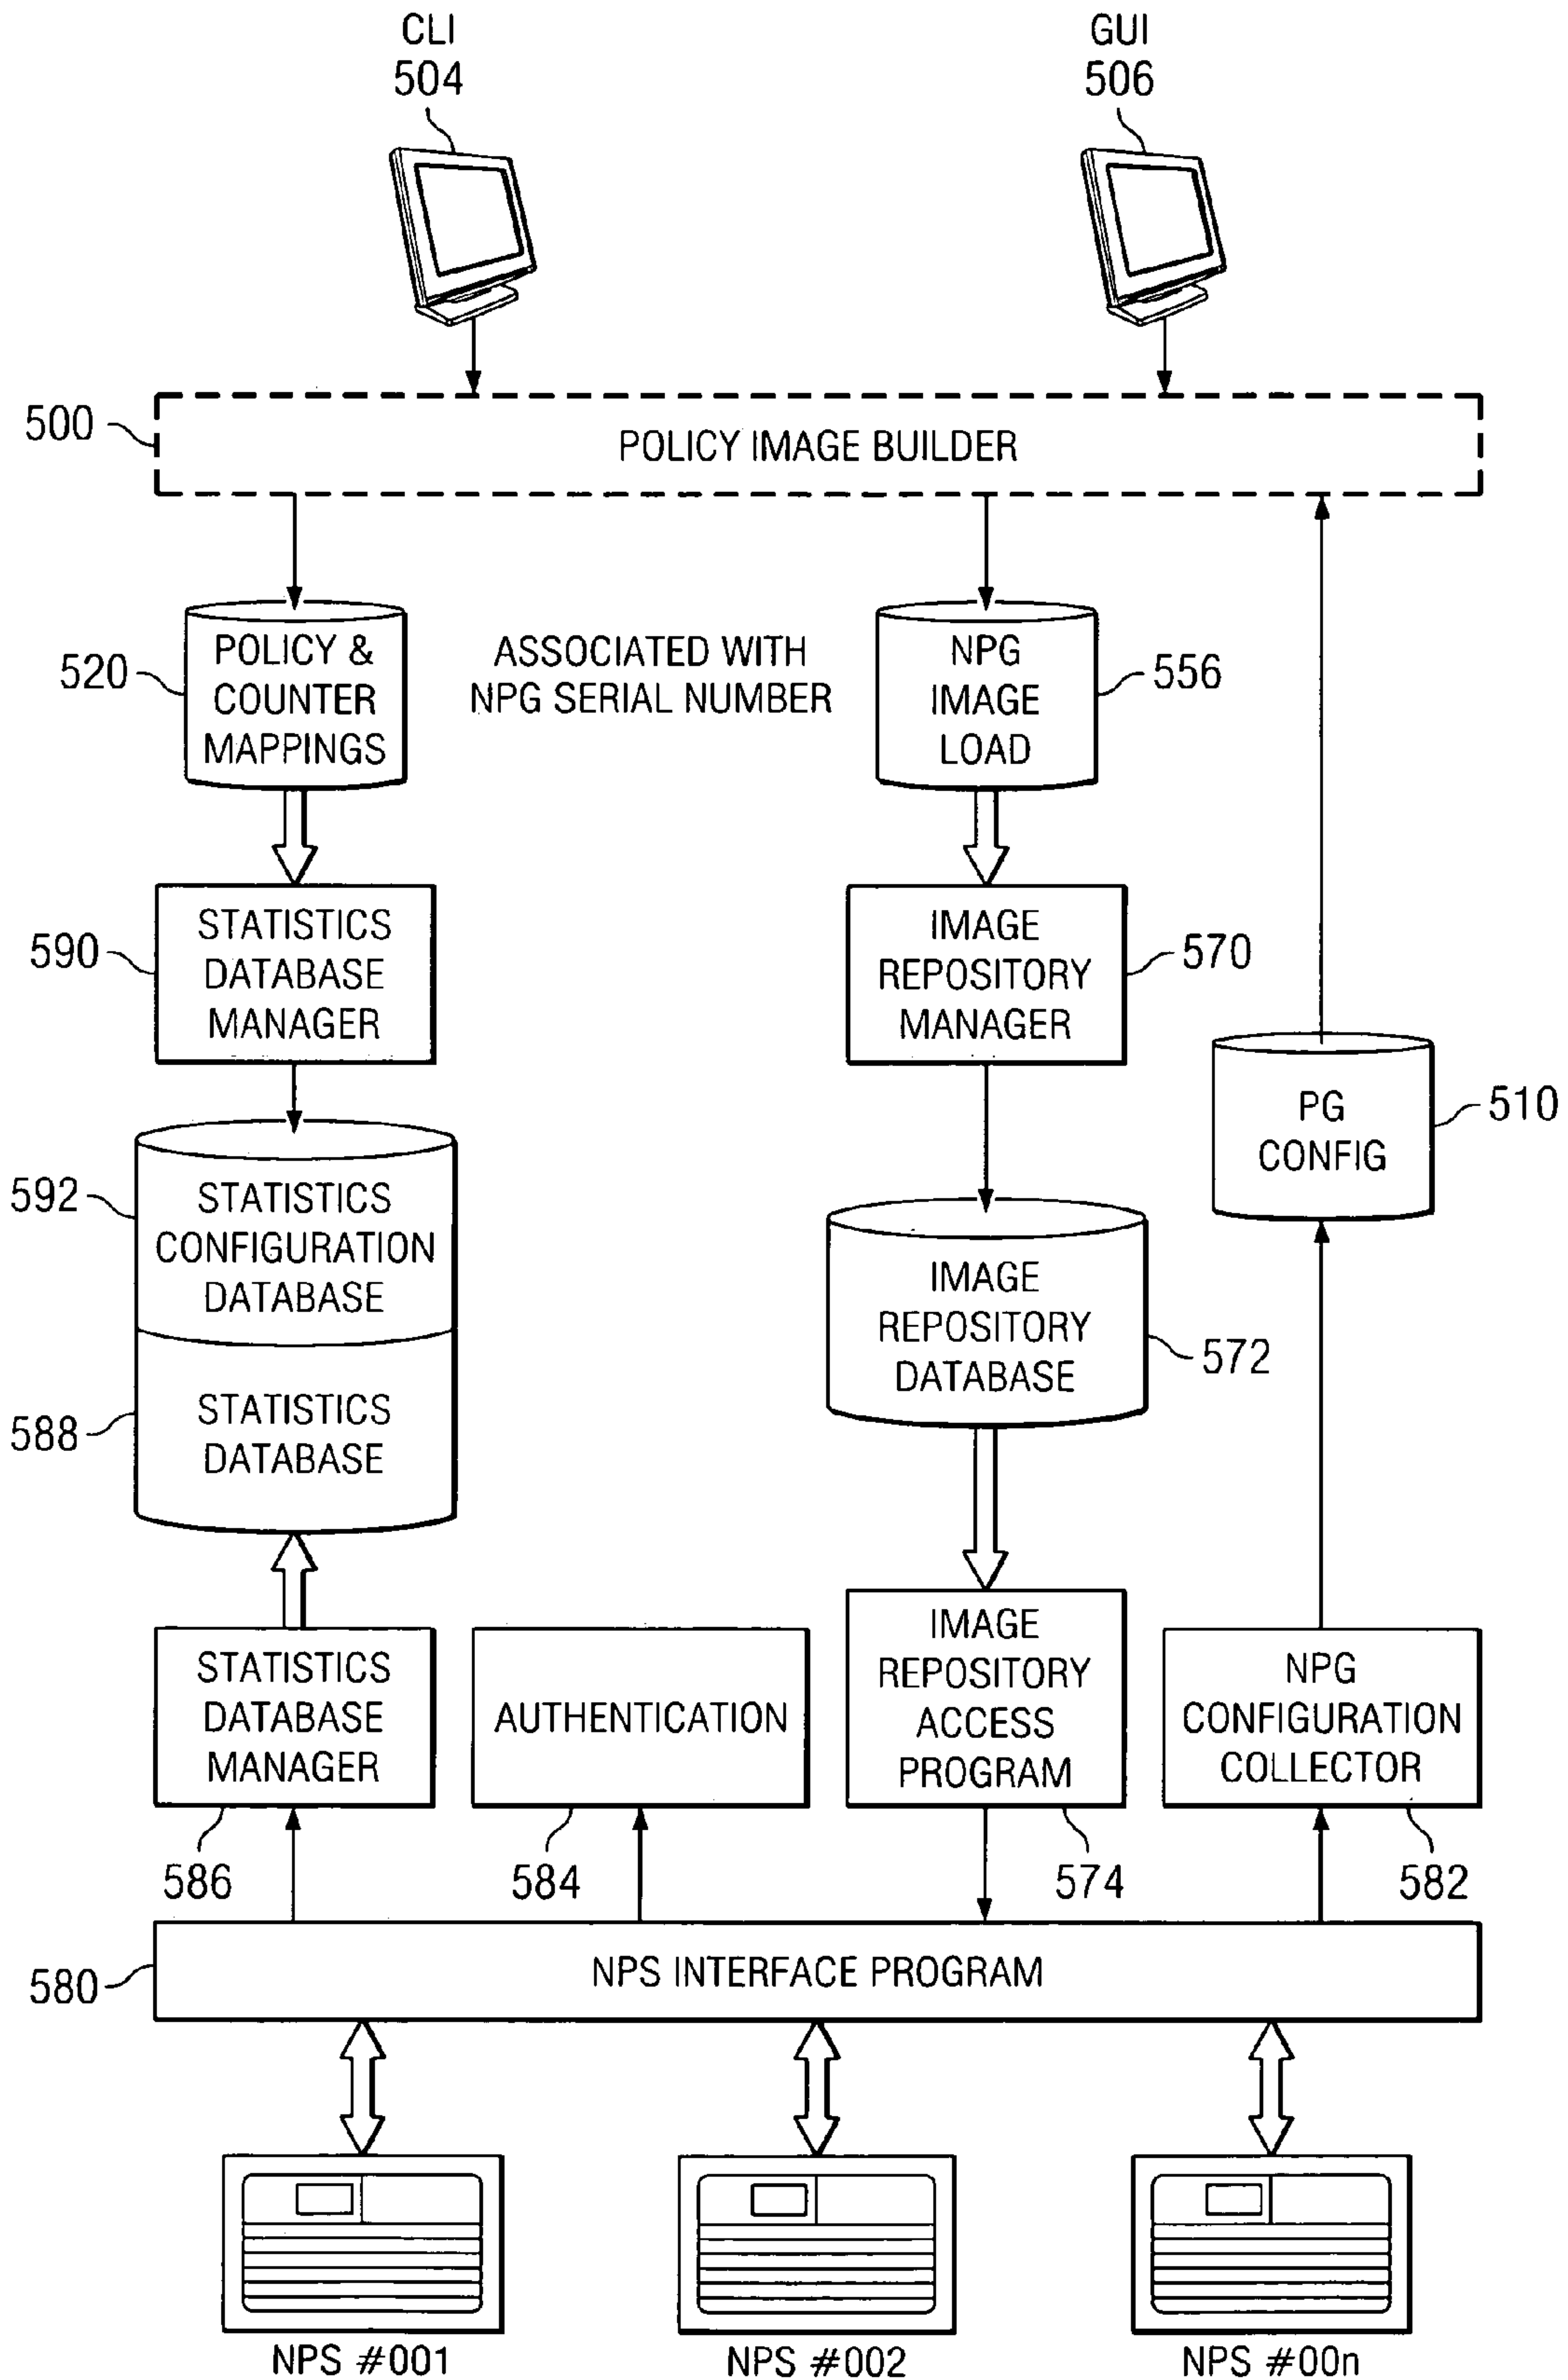 CLI
504
GUI
506
500
POLICY IMAGE BUILDER
520
POLICY &
COUNTER
MAPPINGS
ASSOCIATED WITH
NPG SERIAL NUMBER
NPG
IMAGE
LOAD
556
590
STATISTICS
DATABASE
MANAGER
IMAGE
REPOSITORY
MANAGER
570
PG
CONFIG
510
592
STATISTICS
CONFIGURATION
DATABASE
588
STATISTICS
DATABASE
IMAGE
REPOSITORY
DATABASE
572
STATISTICS
DATABASE
MANAGER
586
AUTHENTICATION
584
IMAGE
REPOSITORY
ACCESS
PROGRAM
574
NPG
CONFIGURATION
COLLECTOR
582
580
NPS INTERFACE PROGRAM
NPS #001
NPS #002
NPS #00n